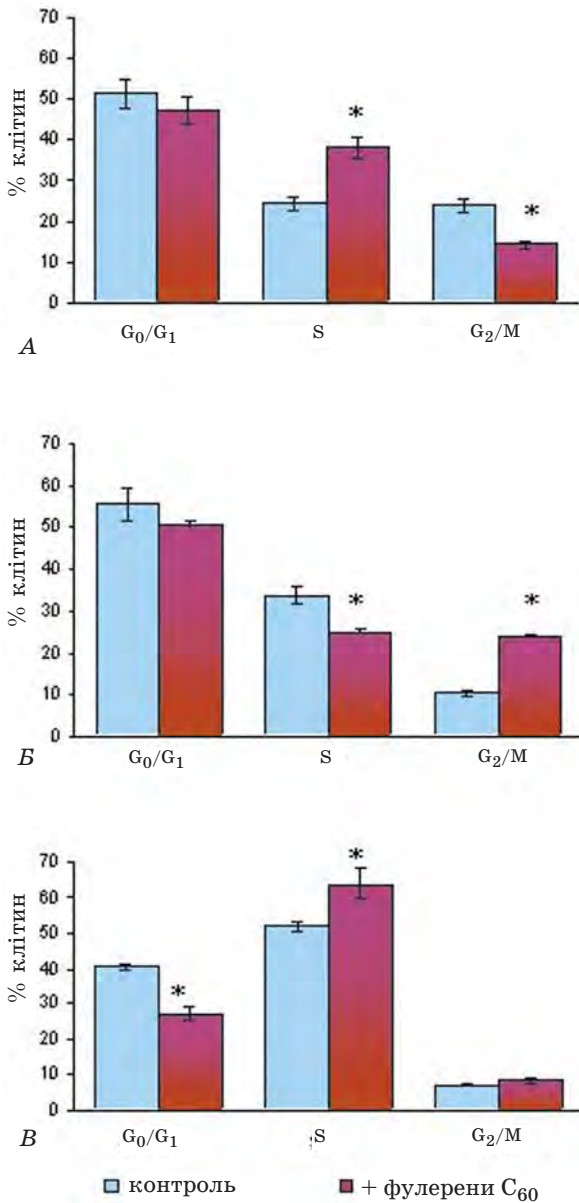 70
60
*
50
% клітин
40
*
30
20
10
0
А
G₀/G₁
S
G₂/M
70
60
50
% клітин
40
*
*
30
20
10
0
Б
G₀/G₁
S
G₂/M
70
*
60
50
% клітин
40
*
30
20
10
0
В
G₀/G₁
S
G₂/M
контроль
+ фулерени C₆₀